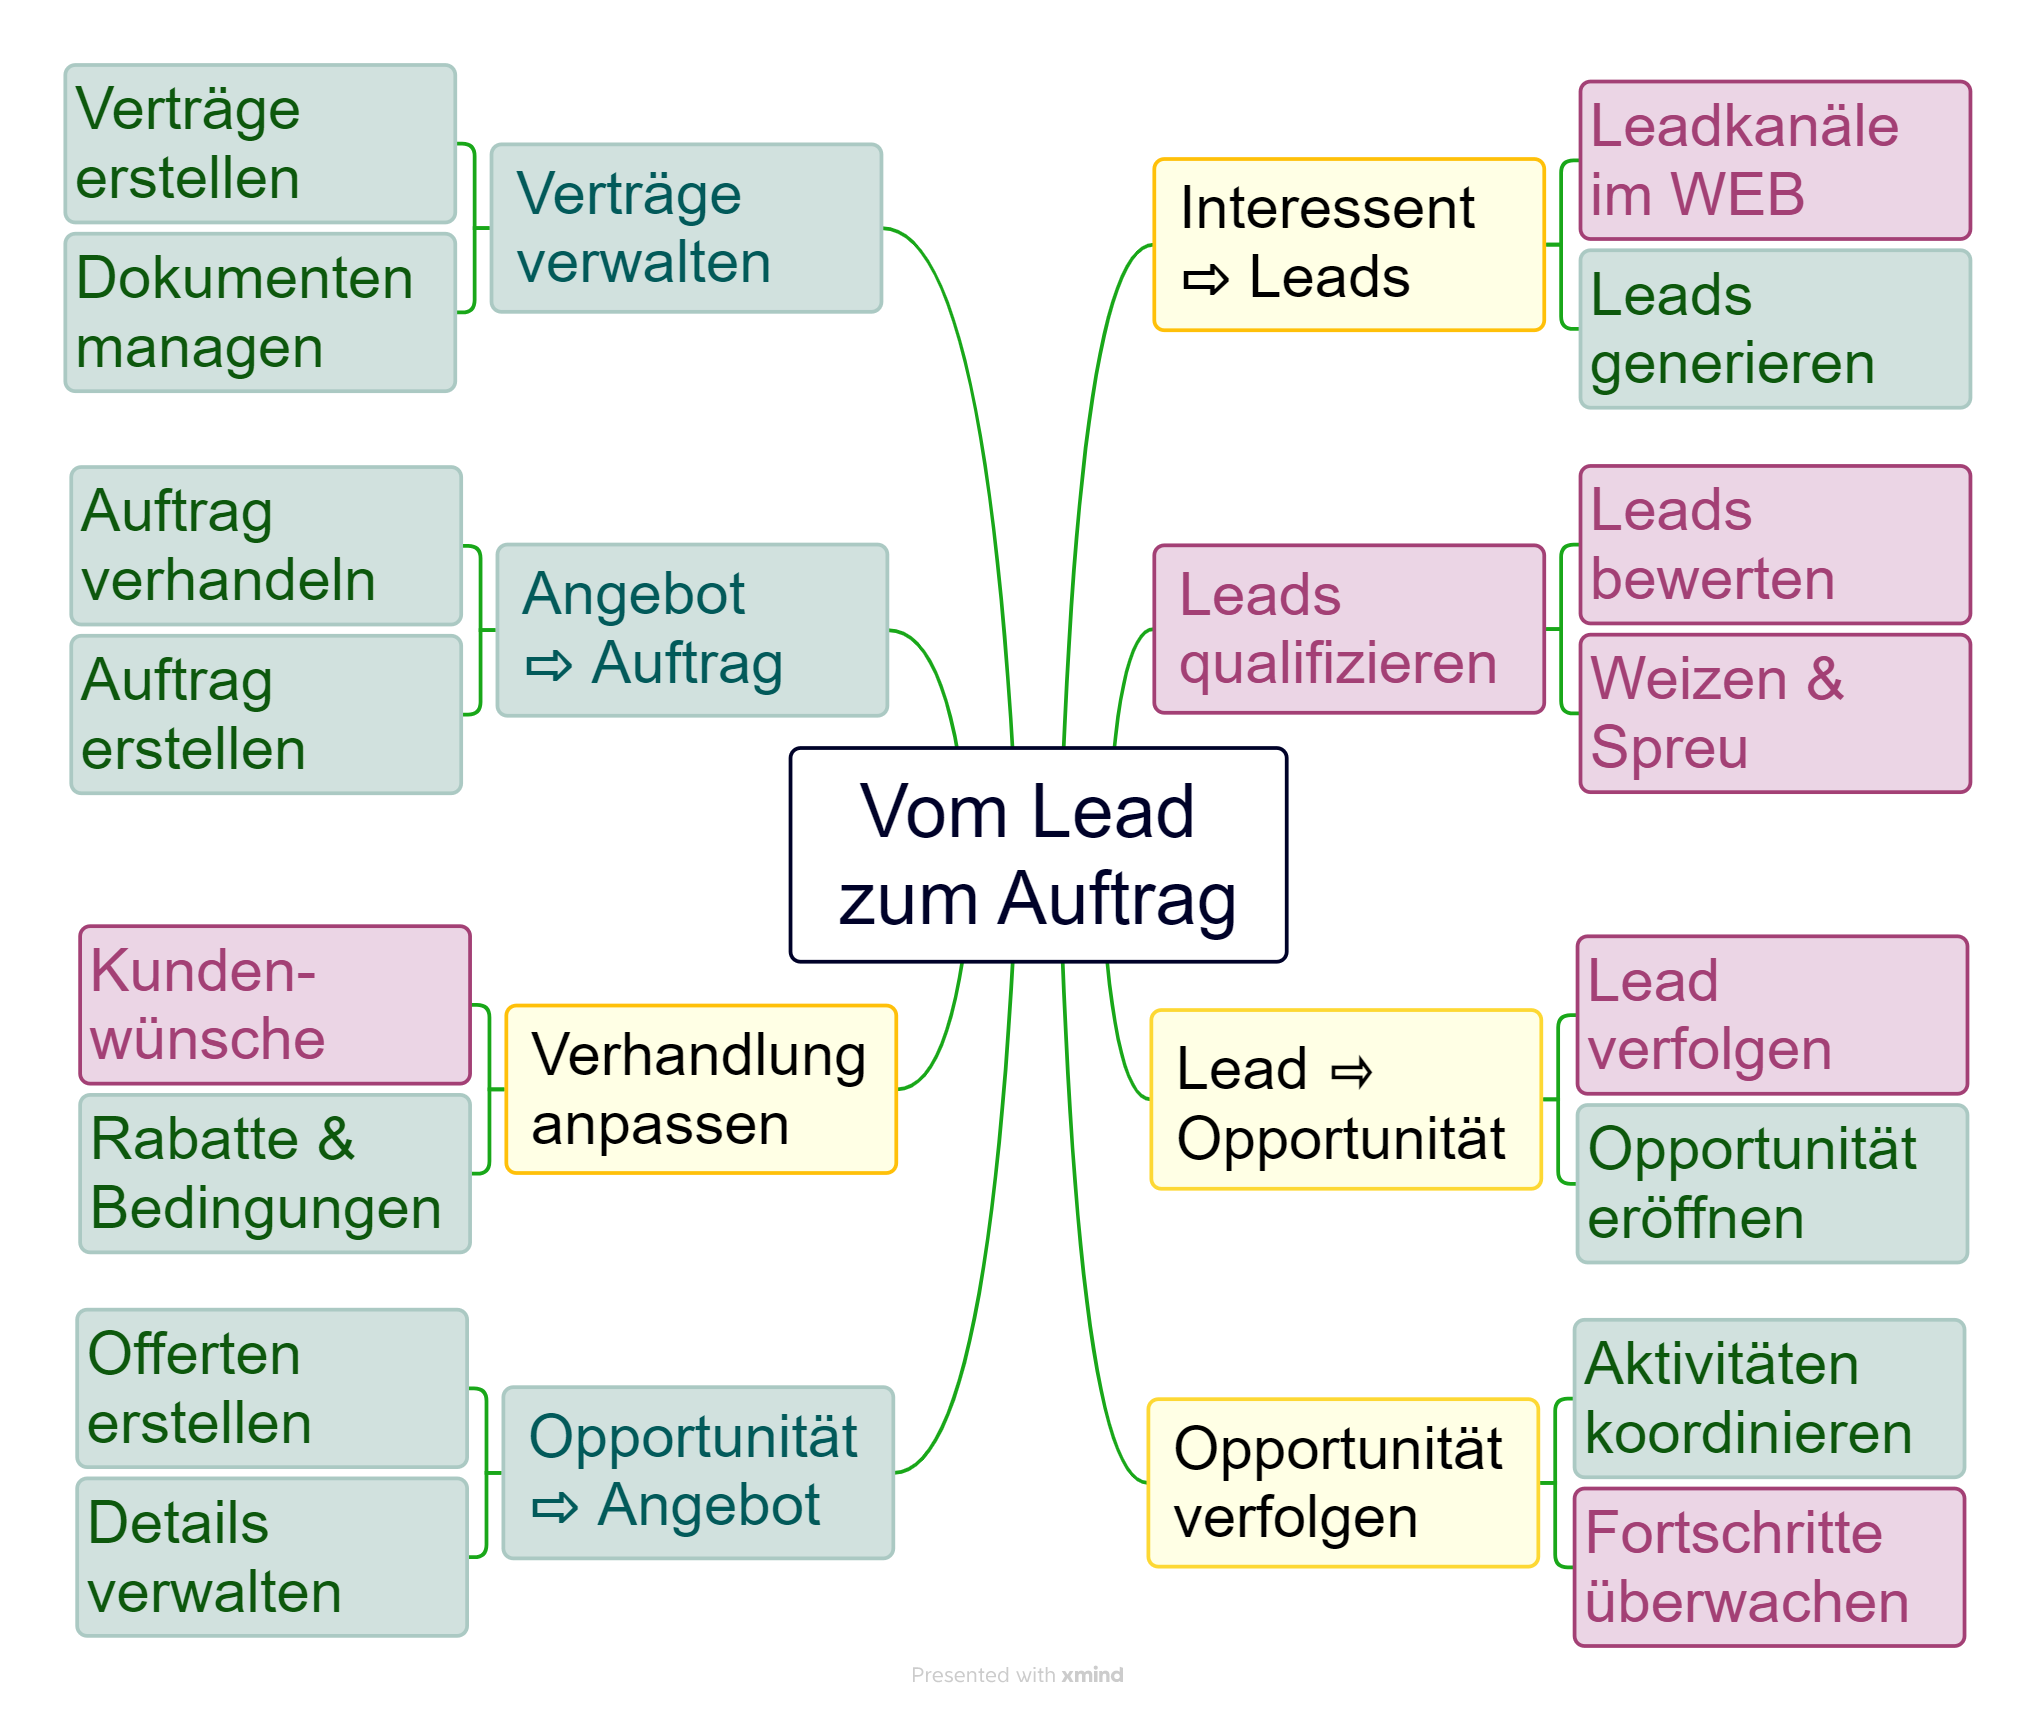 Vom Lead
zum Auftrag
Interessent
⇨ Leads
Leadkanäle
im WEB
Leads
generieren
Leads
qualifizieren
Leads
bewerten
Weizen &
Spreu
Lead ⇨
Opportunität
Lead
verfolgen
Opportunität
eröffnen
Opportunität
verfolgen
Aktivitäten
koordinieren
Fortschritte
überwachen
Opportunität
⇨ Angebot
Offerten
erstellen
Details
verwalten
Verhandlung
anpassen
Kunden-
wünsche
Rabatte &
Bedingungen
Angebot
⇨ Auftrag
Auftrag
verhandeln
Auftrag
erstellen
Verträge
verwalten
Verträge
erstellen
Dokumenten
managen
Presented with xmind